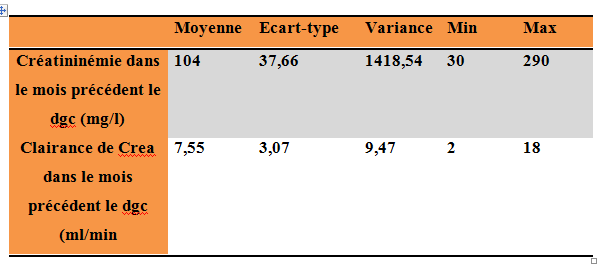 Moyenne Ecart-type Variance Min Max
Créatininémie dans 104 37,66 1418,54 30 290
le mois précédent le
dgc (mg/l)
Clairance de Crea 7,55 3,07 9,47 2 18
dans le mois
précédent le dgc
(ml/min